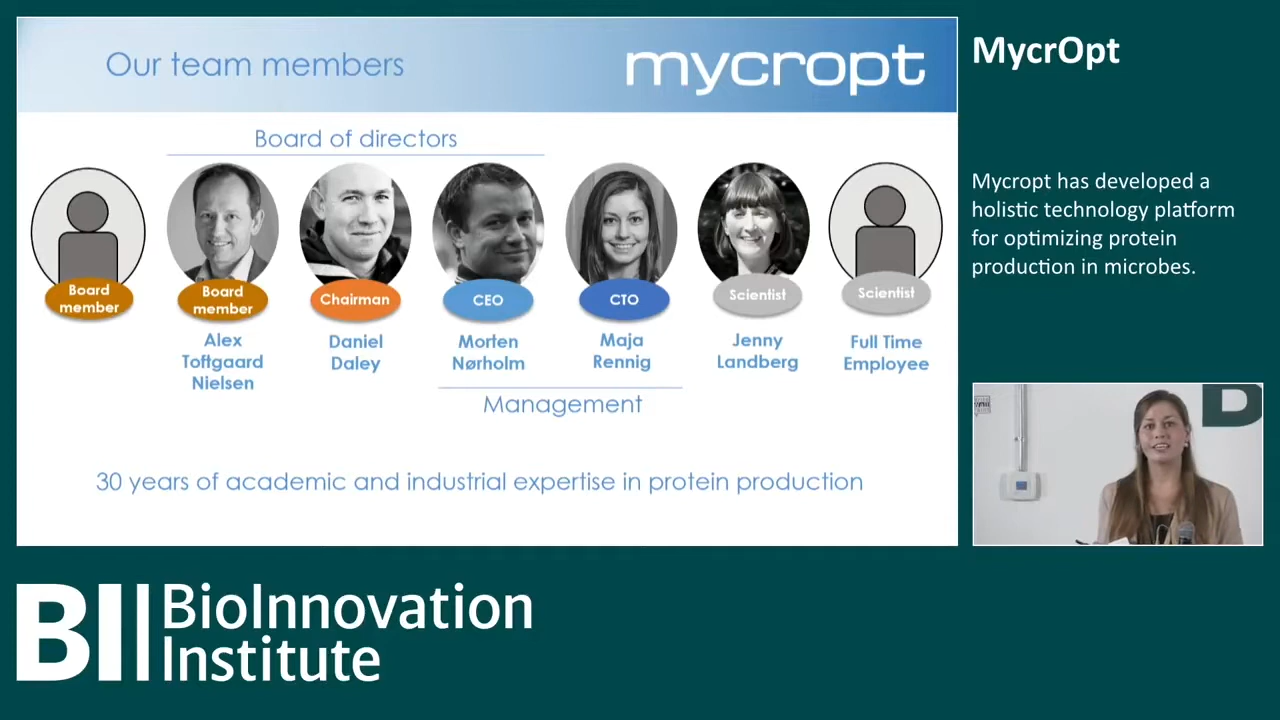 Our team members
mycropt
Board of directors
Board
member
Board
member
Chairman
CEO
CTO
Scientist
Scientist
Alex
Toftgaard
Nielsen
Daniel
Daley
Morten
Nørholm
Maja
Rennig
Jenny
Landberg
Full Time
Employee
Management
30 years of academic and industrial expertise in protein production
MycrOpt
Mycropt has developed a
holistic technology platform
for optimizing protein
production in microbes.
BII BioInnovation
Institute